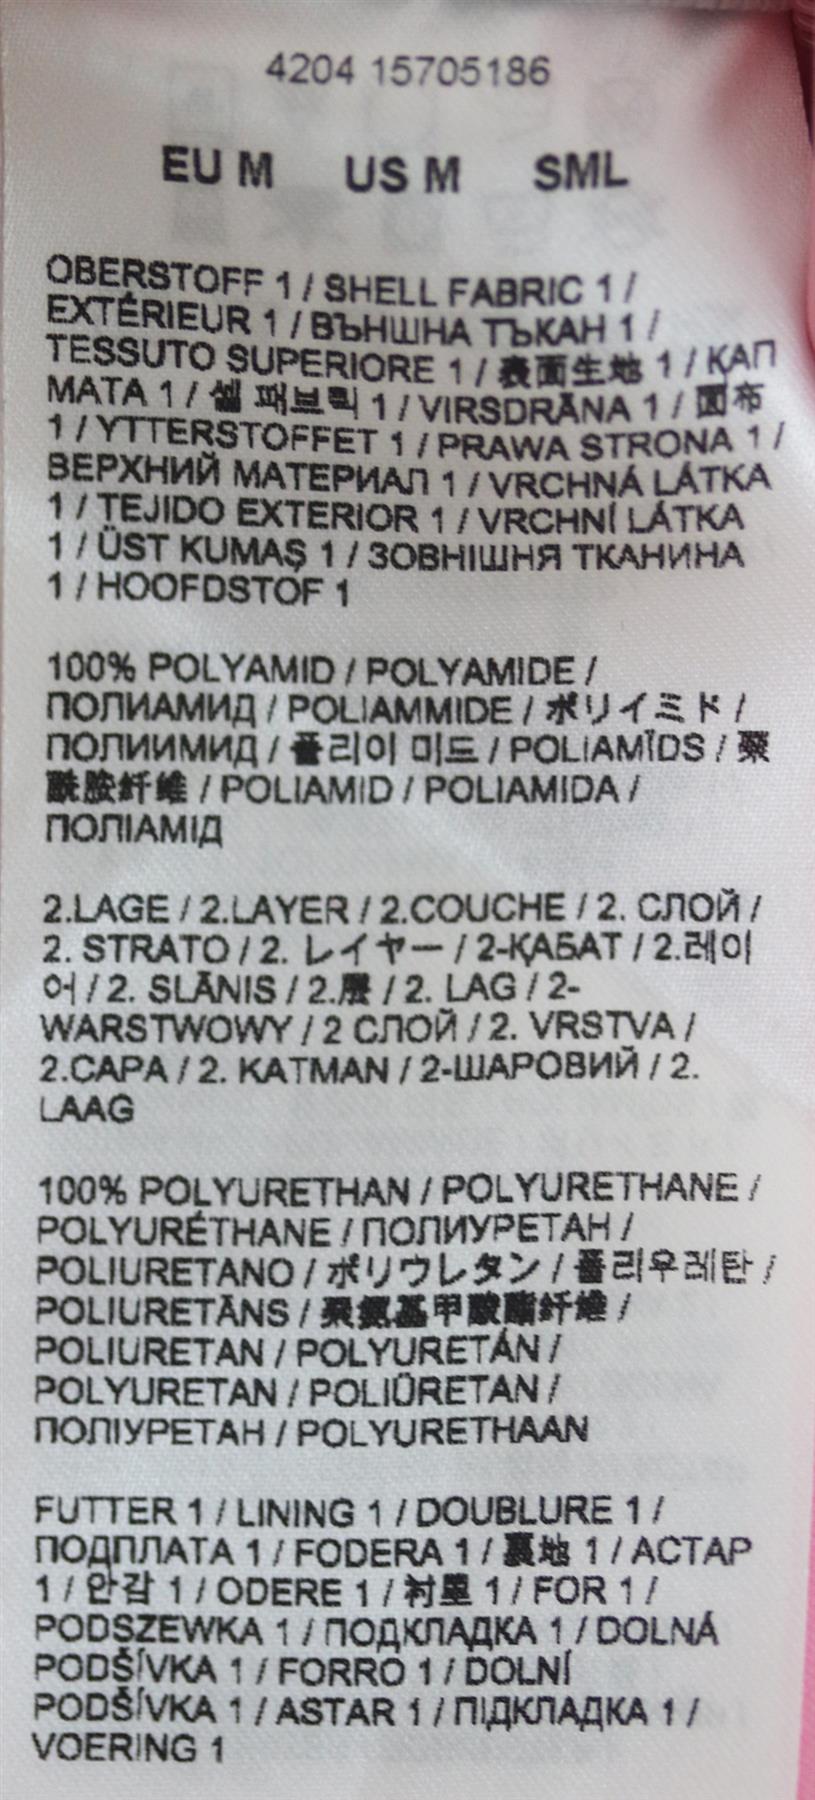 4204 15705186
EU M US M SML
OBERSTOFF 1 / SHELL FABRIC 1 /
EXTÉRIEUR 1 / ВЪНШНА ТЪКАН 1 /
TESSUTO SUPERIORE 1 / 表面生地 1 / ҚАП
МАТА 1 / 셸 패브릭 1 / VIRSDRĀNA 1 / 面布
1 / YTTERSTOFFET 1 / PRAWA STRONA 1 /
ВЕРХНИЙ МАТЕРИАЛ 1 / VRCHNÁ LÁTKA
1 / TEJIDO EXTERIOR 1 / VRCHNÍ LÁTKA
1 / ÜST KUMAŞ 1 / ЗОВНІШНЯ ТКАНИНА
1 / HOOFDSTOF 1
100% POLYAMID / POLYAMIDE /
ПОЛИАМИД / POLIAMMIDE / ポリイミド /
ПОЛИИМИД / 폴리이 미드 / POLIAMĪDS / 聚
酰胺纤维 / POLIAMID / POLIAMIDA /
ПОЛІАМІД
2.LAGE / 2.LAYER / 2.COUCHE / 2. СЛОЙ /
2. STRATO / 2. レイヤー / 2-ҚАБАТ / 2.레이
어 / 2. SLĀNIS / 2.层 / 2. LAG / 2-
WARSTWOWY / 2 СЛОЙ / 2. VRSTVA /
2.CAPA / 2. KATMAN / 2-ШАРОВИЙ / 2.
LAAG
100% POLYURETHAN / POLYURETHANE /
POLYURÉTHANE / ПОЛИУРЕТАН /
POLIURETANO / ポリウレタン / 폴리우레탄 /
POLIURETĀNS / 聚氨基甲酸酯纤维 /
POLIURETAN / POLYURETÁN /
POLYURETAN / POLIÜRETAN /
ПОЛІУРЕТАН / POLYURETHAAN
FUTTER 1 / LINING 1 / DOUBLURE 1 /
ПОДПЛАТА 1 / FODERA 1 / 裏地 1 / АСТАР
1 / 안감 1 / ODERE 1 / 衬里 1 / FOR 1 /
PODSZEWKA 1 / ПОДКЛАДКА 1 / DOLNÁ
PODŠÍVKA 1 / FORRO 1 / DOLNÍ
PODŠÍVKA 1 / ASTAR 1 / ПІДКЛАДКА 1 /
VOERING 1